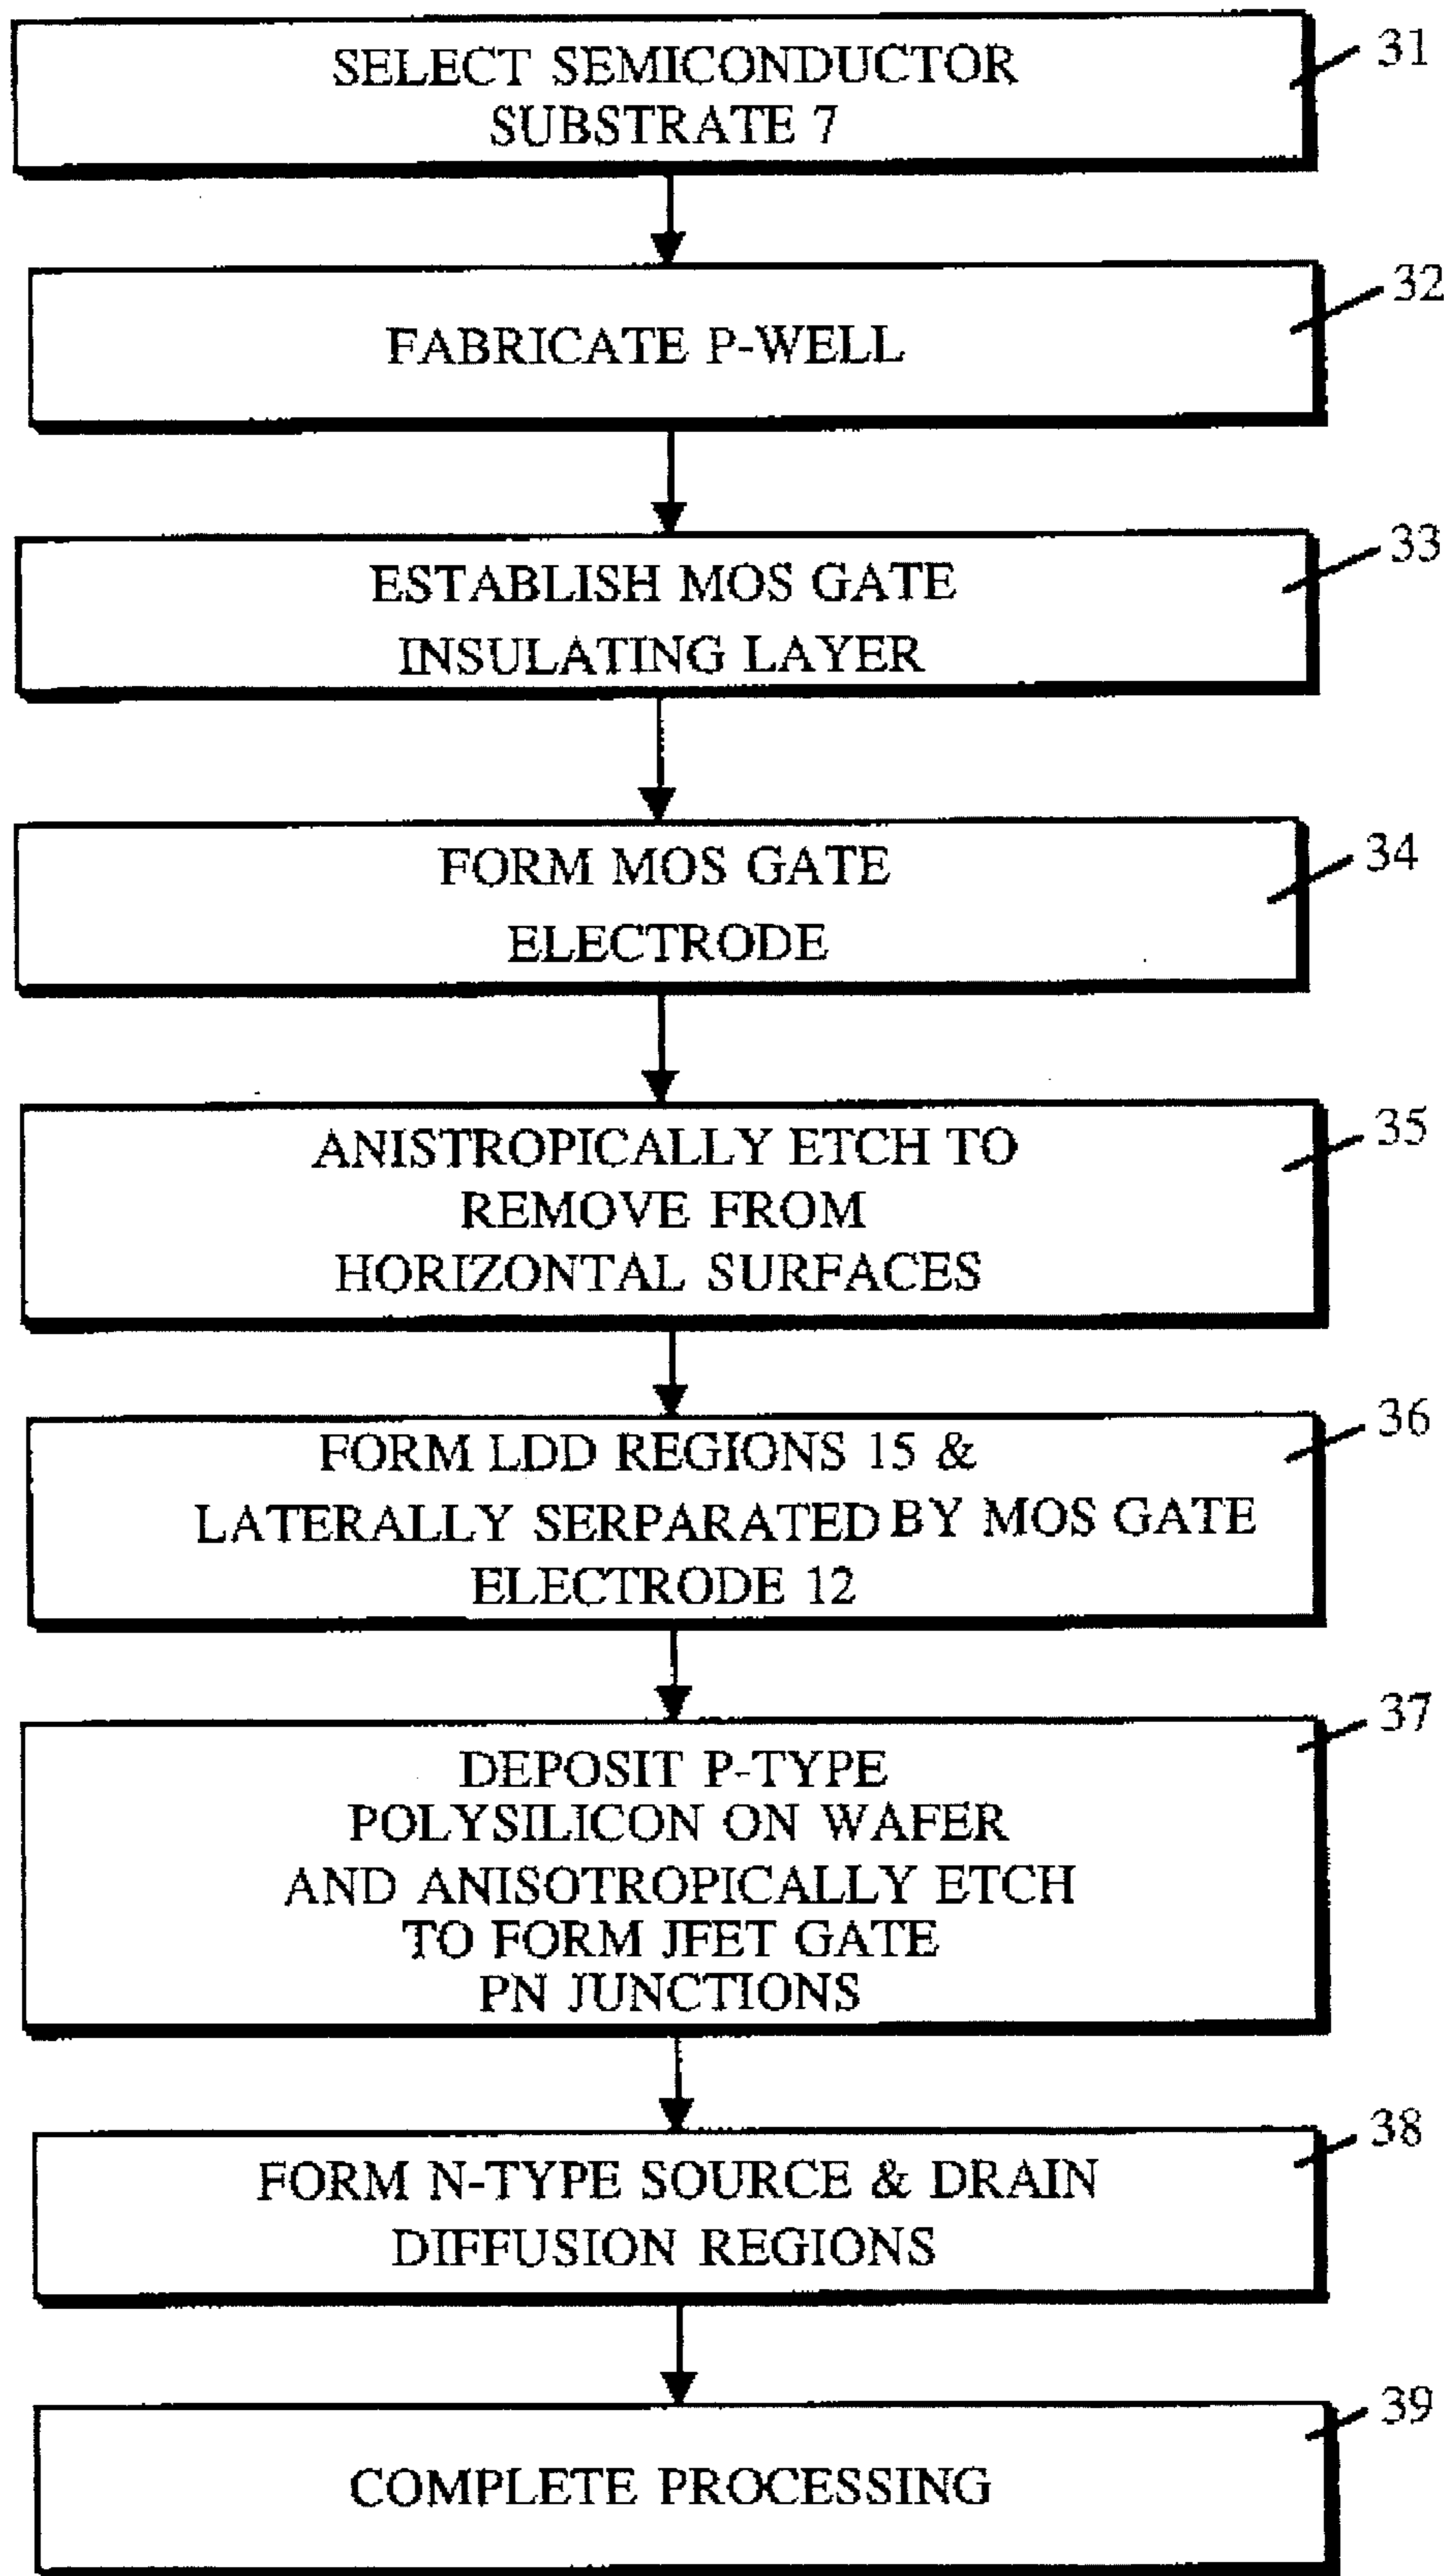 SELECT SEMICONDUCTOR
SUBSTRATE 7
31
FABRICATE P-WELL
32
ESTABLISH MOS GATE
INSULATING LAYER
33
FORM MOS GATE
ELECTRODE
34
ANISTROPICALLY ETCH TO
REMOVE FROM
HORIZONTAL SURFACES
35
FORM LDD REGIONS 15 &
LATERALLY SERPARATED BY MOS GATE
ELECTRODE 12
36
DEPOSIT P-TYPE
POLYSILICON ON WAFER
AND ANISOTROPICALLY ETCH
TO FORM JFET GATE
PN JUNCTIONS
37
FORM N-TYPE SOURCE & DRAIN
DIFFUSION REGIONS
38
COMPLETE PROCESSING
39